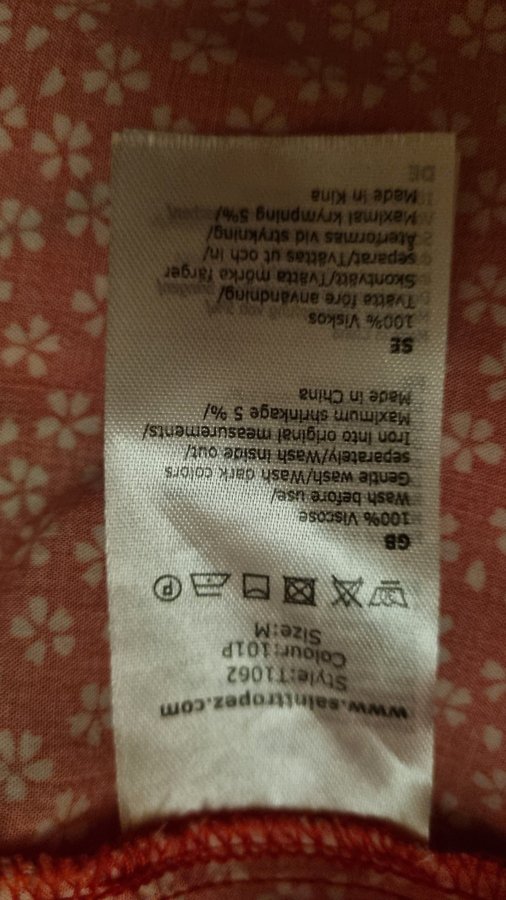 www.sainttropez.com
Style:T1062
Colour:101P
Size:M
GB
100% Viscose
Wash before use/
Gentle wash/Wash dark colors
separately/Wash inside out/
Iron into original measurements/
Maximum shrinkage 5 %/
Made in China
SE
100% Viskos
Tvätta före användning/
Skontvätt/Tvätta mörka färger
separat/Tvättas ut och in/
Återformas vid strykning/
Maximal krympning 5%/
Made in Kina
DE